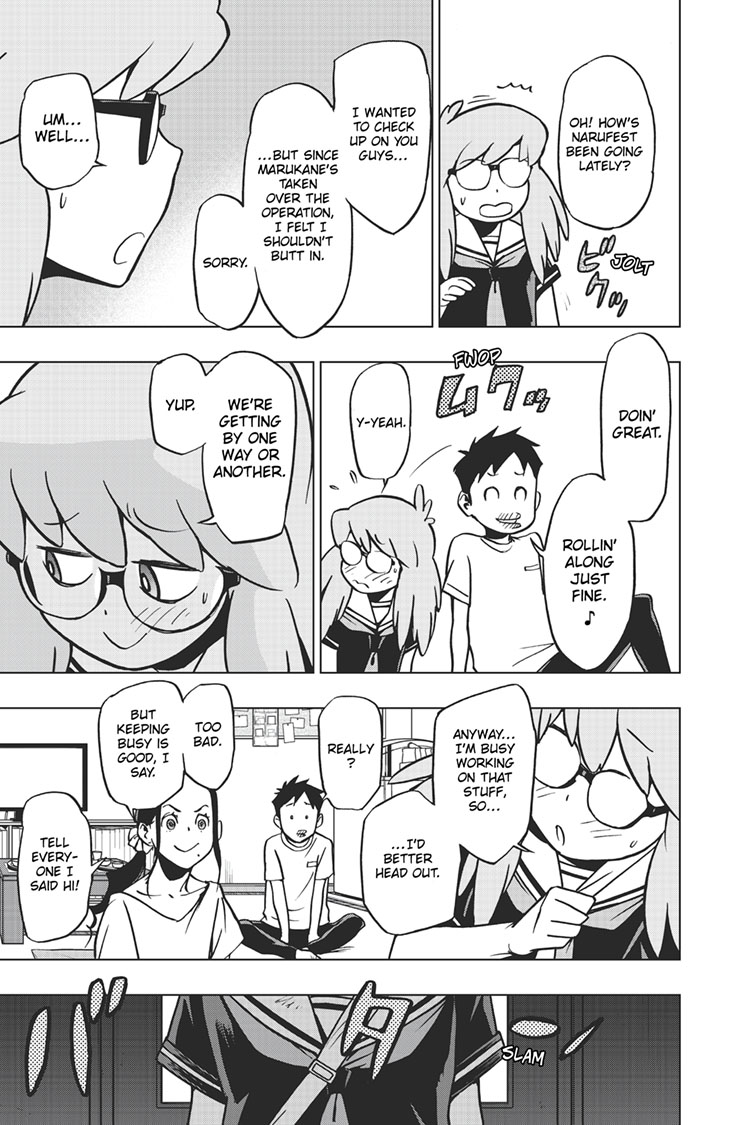 OH! HOW'S
NARUFEST
BEEN GOING
LATELY?
ビクッ
JOLT
I WANTED
TO CHECK
UP ON YOU
GUYS...
...BUT SINCE
MARUKANE'S
TAKEN
OVER THE
OPERATION,
I FELT I
SHOULDN'T
BUTT IN.
SORRY.
UM...
WELL...
DOIN'
GREAT.
ROLLIN'
ALONG
JUST
FINE.
♪
FWOP
ムクッ
Y-YEAH.
WE'RE
GETTING
BY ONE
WAY OR
ANOTHER.
YUP.
ANYWAY...
I'M BUSY
WORKING
ON THAT
STUFF,
SO...
...I'D
BETTER
HEAD OUT.
REALLY
?
TOO
BAD.
BUT
KEEPING
BUSY IS
GOOD, I
SAY.
TELL
EVERY-
ONE I
SAID HI!
バターン
SLAM